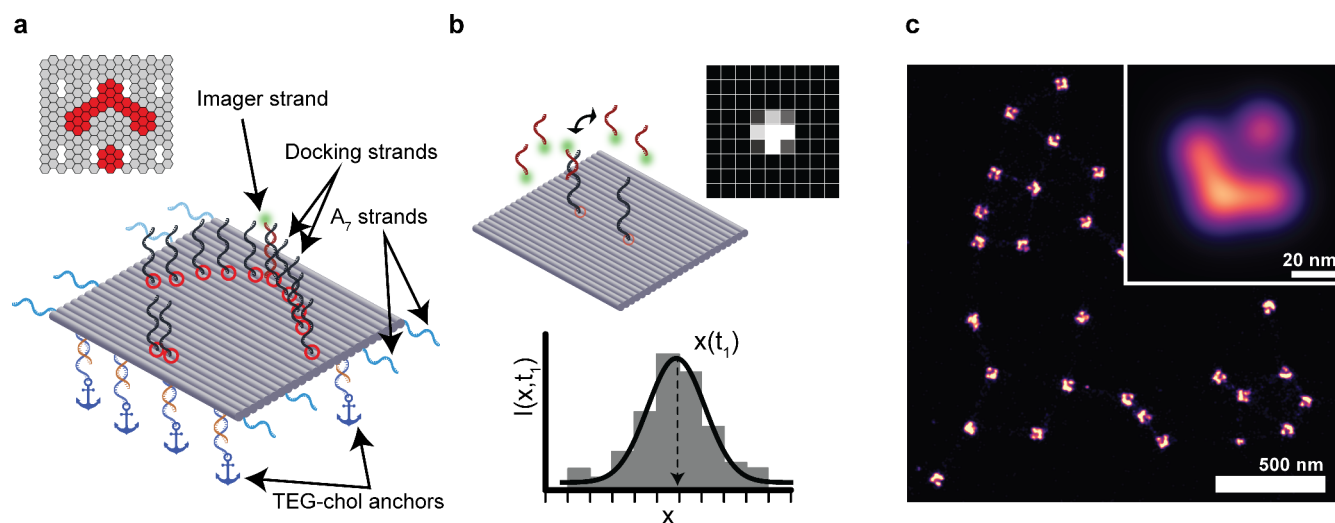 a
Imager strand
Docking strands
A₇ strands
TEG-chol anchors
b
I(x,t₁)
x(t₁)
x
c
20 nm
500 nm